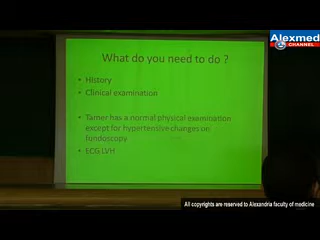 Alexmed
CHANNEL
What do you need to do ?
• History
• Clinical examination
• Tamer has a normal physical examination
except for hypertensive changes on
fundoscopy
• ECG LVH
All copyrights are reserved to Alexandria faculty of medicine